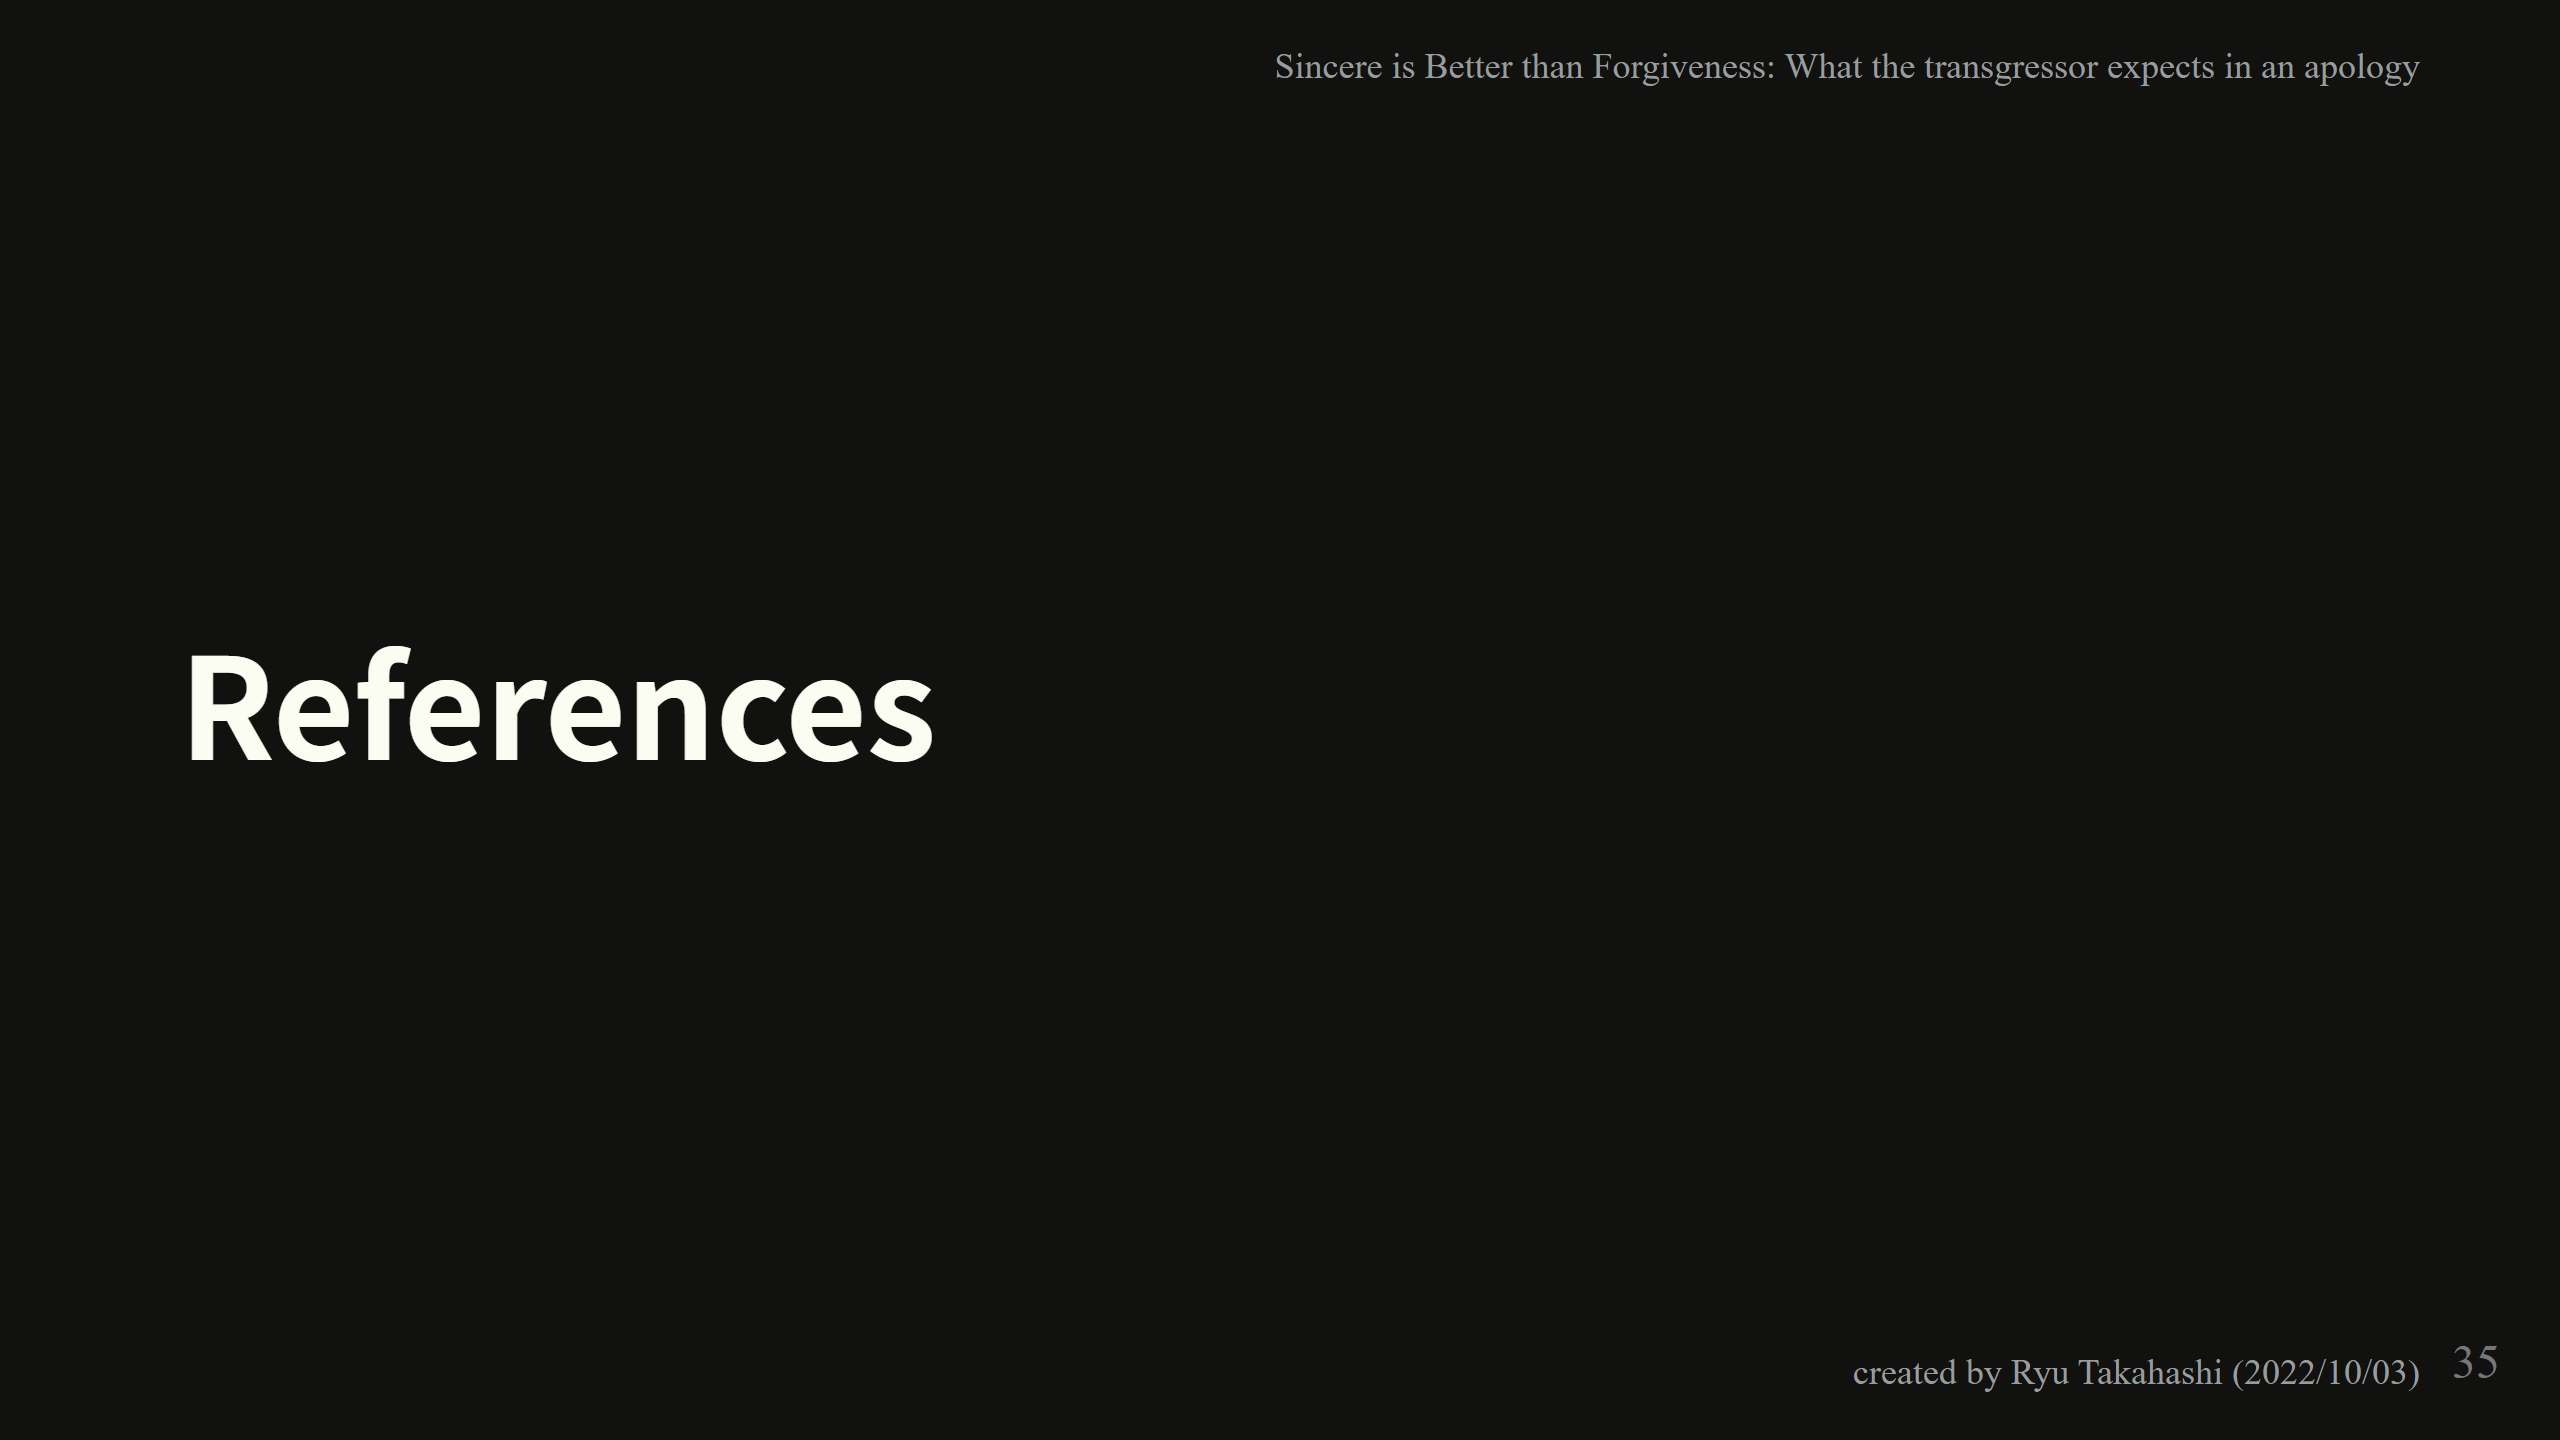 Sincere is Better than Forgiveness: What the transgressor expects in an apology
References
created by Ryu Takahashi (2022/10/03)
35